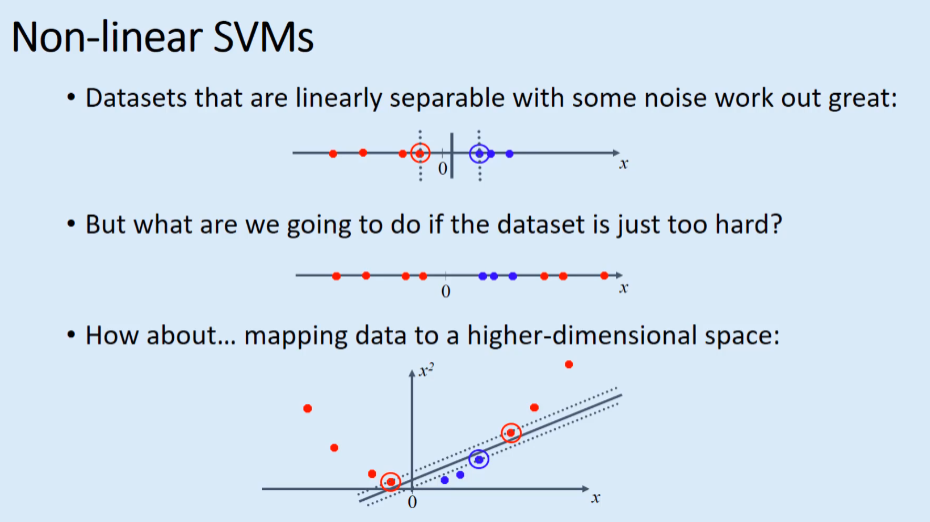 Non-linear SVMs
• Datasets that are linearly separable with some noise work out great:
0
x
• But what are we going to do if the dataset is just too hard?
0
x
• How about... mapping data to a higher-dimensional space:
x²
0
x